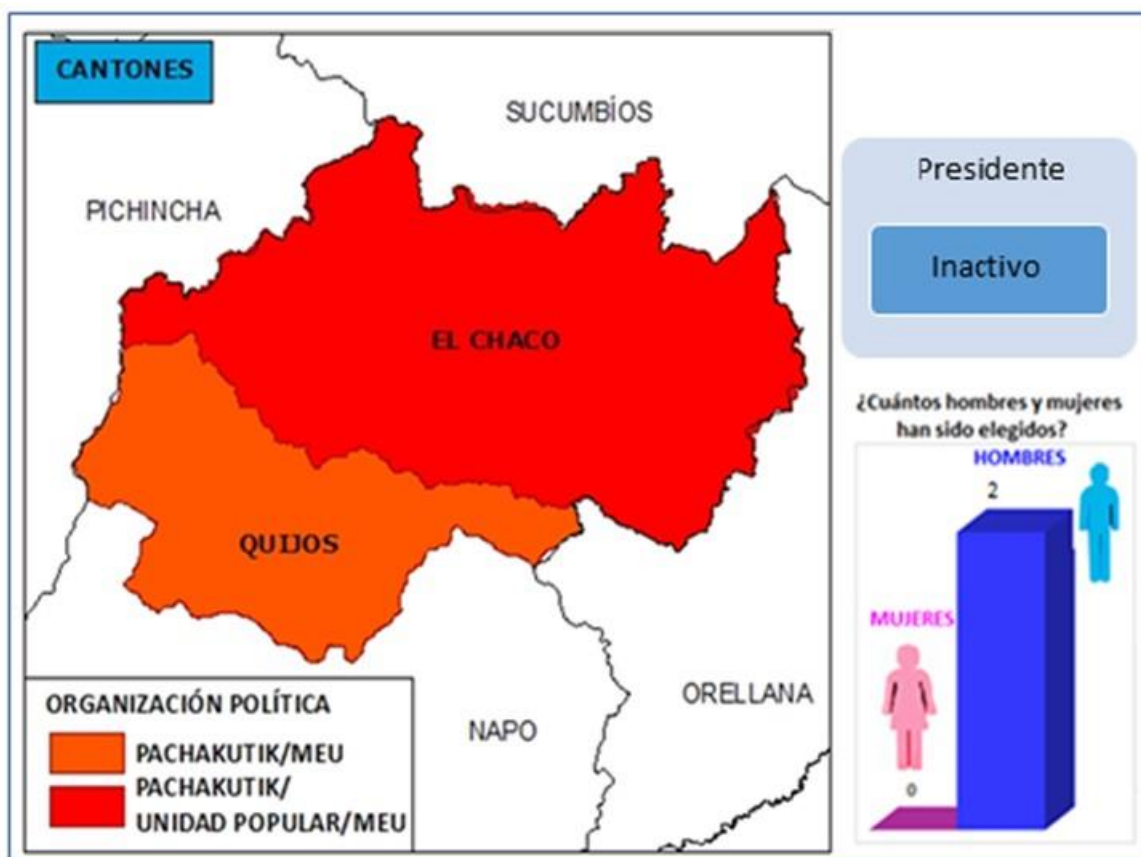 CANTONES
SUCUMBÍOS
PICHINCHA
EL CHACO
QUIJOS
ORELLANA
NAPO
ORGANIZACIÓN POLÍTICA
PACHAKUTIK/MEU
PACHAKUTIK/
UNIDAD POPULAR/MEU
Presidente
Inactivo
¿Cuántos hombres y mujeres
han sido elegidos?
HOMBRES
2
MUJERES
0